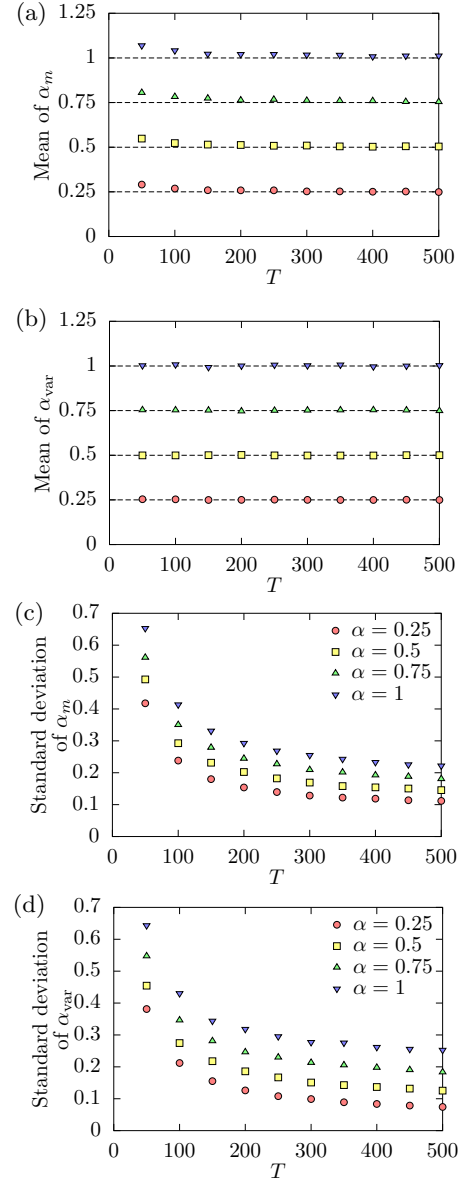 (a)
1.25
1
0.75
0.5
0.25
0
Mean of α_m
0 100 200 300 400 500
T
(b)
1.25
1
0.75
0.5
0.25
0
Mean of α_var
0 100 200 300 400 500
T
(c)
0.7
0.6
0.5
0.4
0.3
0.2
0.1
0
Standard deviation
of α_m
α = 0.25
α = 0.5
α = 0.75
α = 1
0 100 200 300 400 500
T
(d)
0.7
0.6
0.5
0.4
0.3
0.2
0.1
0
Standard deviation
of α_var
α = 0.25
α = 0.5
α = 0.75
α = 1
0 100 200 300 400 500
T